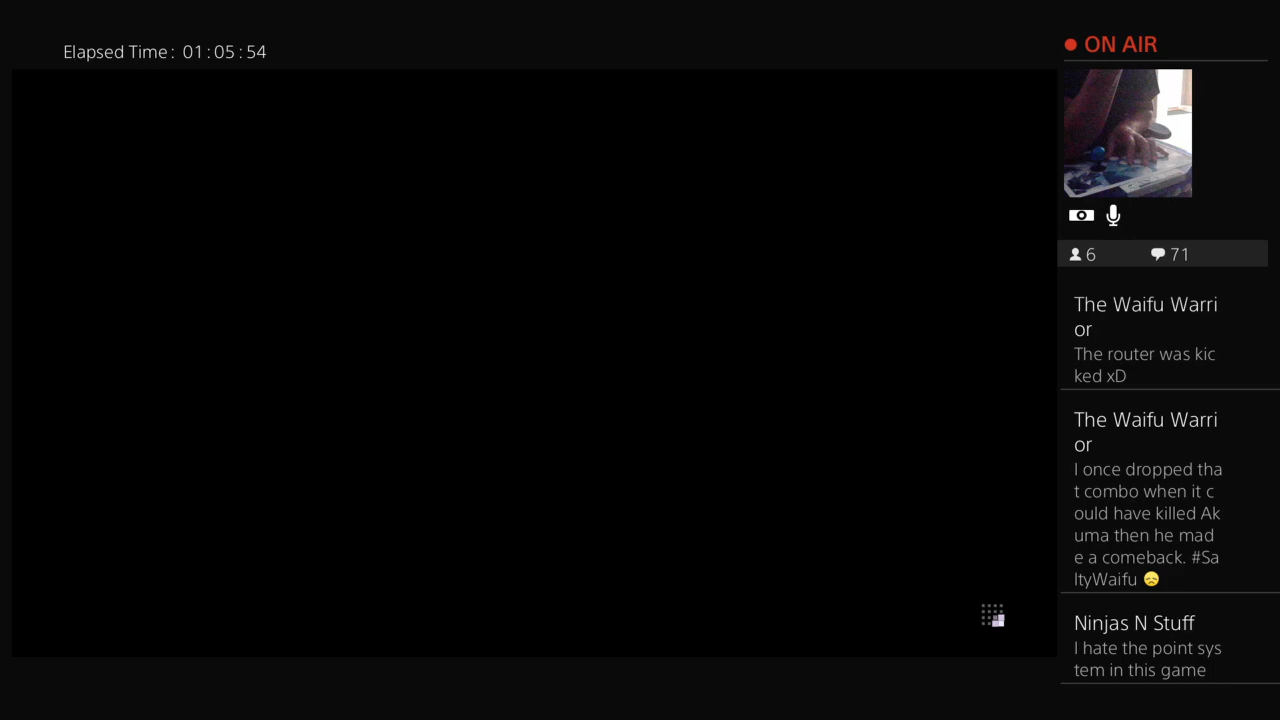 Elapsed Time: 01:05:54
ON AIR
6 71
The Waifu Warri
or
The router was kic
ked xD
The Waifu Warri
or
I once dropped tha
t combo when it c
ould have killed Ak
uma then he mad
e a comeback. #Sa
ltyWaifu 😞
Ninjas N Stuff
I hate the point sys
tem in this game